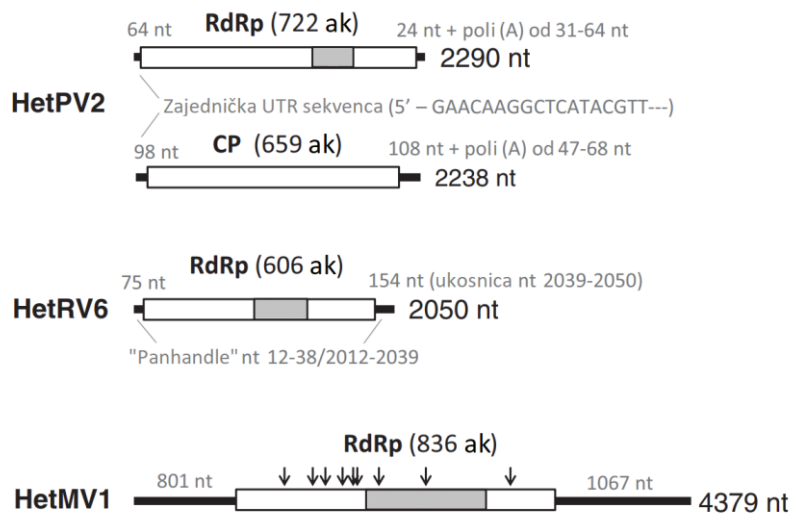 RdRp (722 ak)
64 nt
24 nt + poli (A) od 31-64 nt
2290 nt
HetPV2
Zajednička UTR sekvenca (5’ – GAACAAGGCTCATACGTT---)
CP (659 ak)
98 nt
108 nt + poli (A) od 47-68 nt
2238 nt
RdRp (606 ak)
75 nt
154 nt (ukosnica nt 2039-2050)
HetRV6
2050 nt
"Panhandle" nt 12-38/2012-2039
RdRp (836 ak)
801 nt
1067 nt
HetMV1
4379 nt